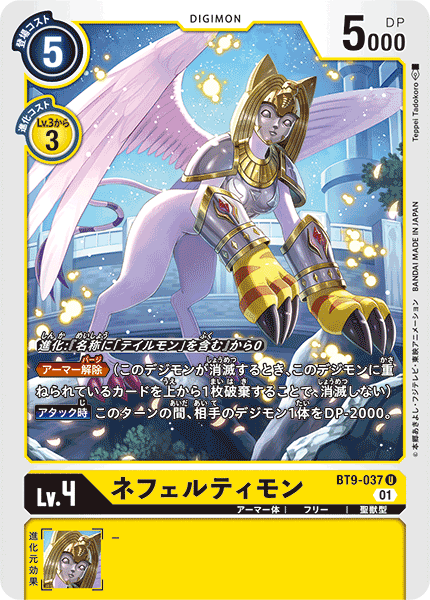 登場コスト
5
DIGIMON
DP
5000
進化コスト
Lv.3から
3
Teppei Tadokoro
©本郷あきよし・フジテレビ・東映アニメーション BANDAI MADE IN JAPAN
進化:「名称に「テイルモン」を含む」から0
アーマー解除 (このデジモンが消滅するとき、このデジモンに重
ねられているカードを上から1枚破棄することで、消滅しない)
アタック時 このターンの間、相手のデジモン1体をDP-2000。
BT9-037 U
01
Lv.4 ネフェルティモン
アーマー体 | フリー | 聖獣型
進化元効果
—